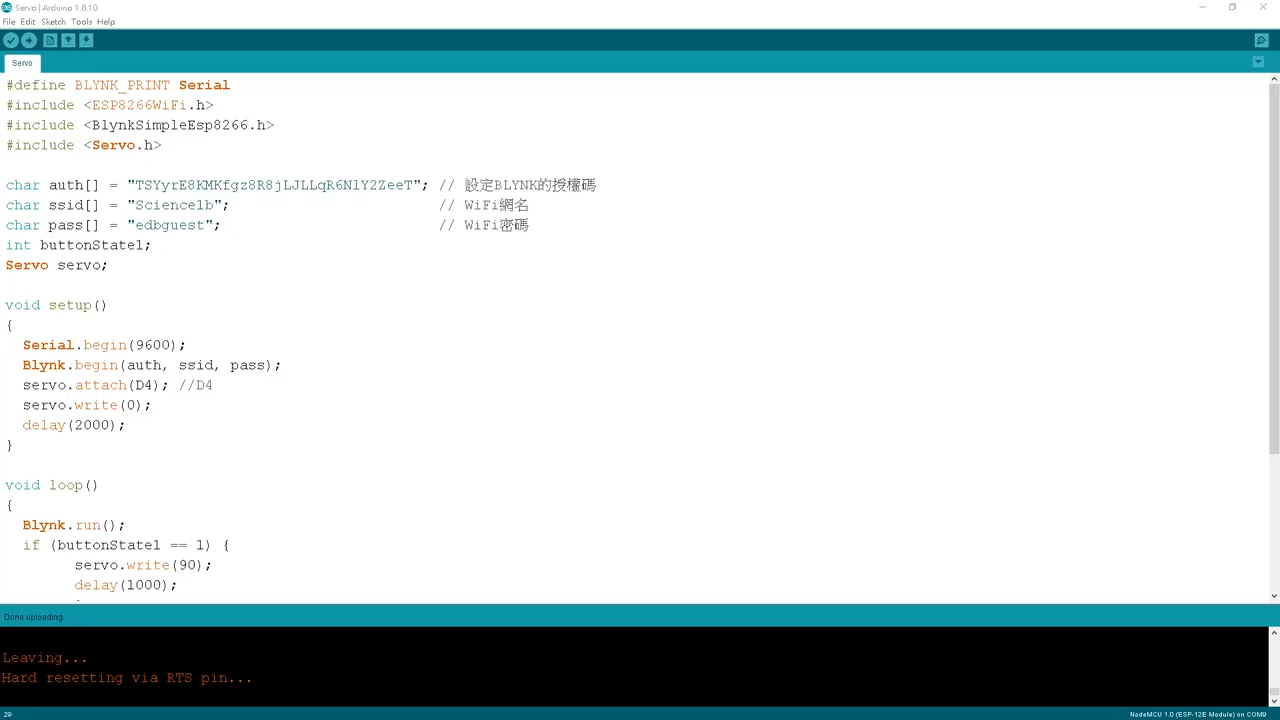 Servo | Arduino 1.8.10
File Edit Sketch Tools Help
Servo
#define BLYNK_PRINT Serial
#include <ESP8266WiFi.h>
#include <BlynkSimpleEsp8266.h>
#include <Servo.h>
char auth[] = "TSYyrE8KMKfgz8R8jLJLLqR6NlY2ZeeT"; // 設定BLYNK的授權碼
char ssid[] = "Science1b"; // WiFi網名
char pass[] = "edbguest"; // WiFi密碼
int buttonState1;
Servo servo;
void setup()
{
Serial.begin(9600);
Blynk.begin(auth, ssid, pass);
servo.attach(D4); //D4
servo.write(0);
delay(2000);
}
void loop()
{
Blynk.run();
if (buttonState1 == 1) {
servo.write(90);
delay(1000);
Done uploading.
Leaving...
Hard resetting via RTS pin...
29
NodeMCU 1.0 (ESP-12E Module) on COM9